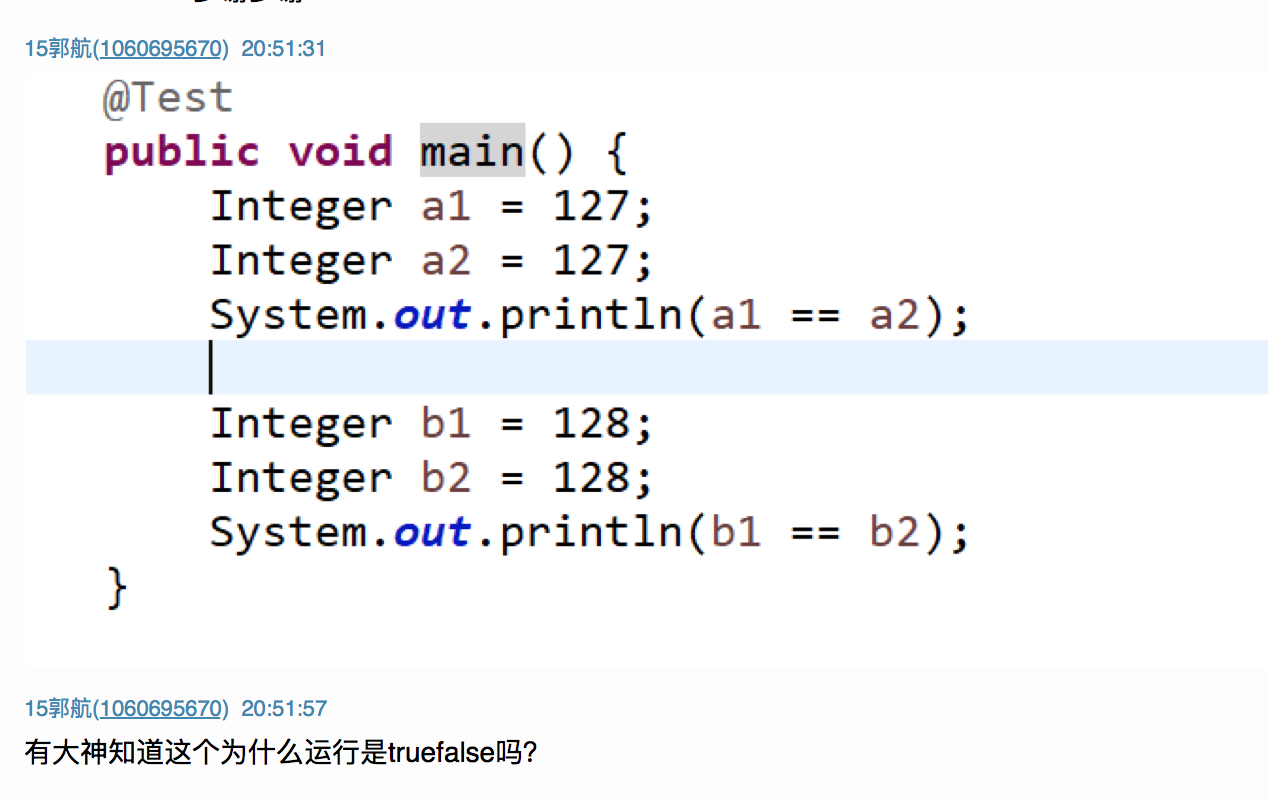 15郭航(1060695670) 20:51:31
@Test
public void main() {
Integer a1 = 127;
Integer a2 = 127;
System.out.println(a1 == a2);
Integer b1 = 128;
Integer b2 = 128;
System.out.println(b1 == b2);
}
15郭航(1060695670) 20:51:57
有大神知道这个为什么运行是truefalse吗?